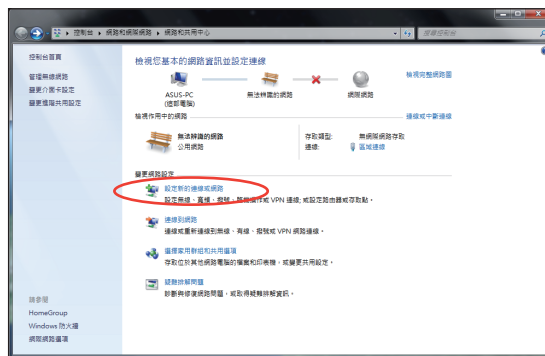 控制台 ▸ 網路和網際網路 ▸ 網路和共用中心
搜尋控制台
控制台首頁
管理無線網路
變更介面卡設定
變更進階共用設定
檢視您基本的網路資訊並設定連線
檢視完整網路圖
ASUS-PC
(這部電腦)
無法辨識的網路
網際網路
檢視作用中的網路
連線或中斷連線
無法辨識的網路
公用網路
存取類型: 無網際網路存取
連線: 區域連線
變更網路設定
設定新的連線或網路
設定無線、寬頻、撥號、臨機操作或 VPN 連線; 或設定路由器或存取點。
連線到網路
連線或重新連線到無線、有線、撥號或 VPN 網路連線。
選擇家用群組和共用選項
存取位於其他網路電腦的檔案和印表機，或變更共用設定。
疑難排解問題
診斷與修復網路問題，或取得疑難排解資訊。
請參閱
HomeGroup
Windows 防火牆
網際網路選項